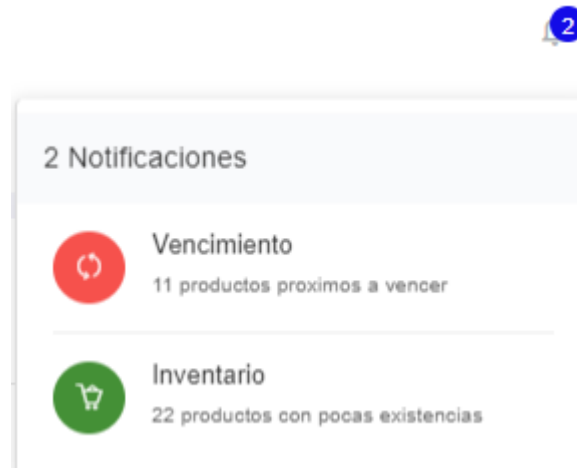 2
2 Notificaciones
Vencimiento
11 productos proximos a vencer
Inventario
22 productos con pocas existencias